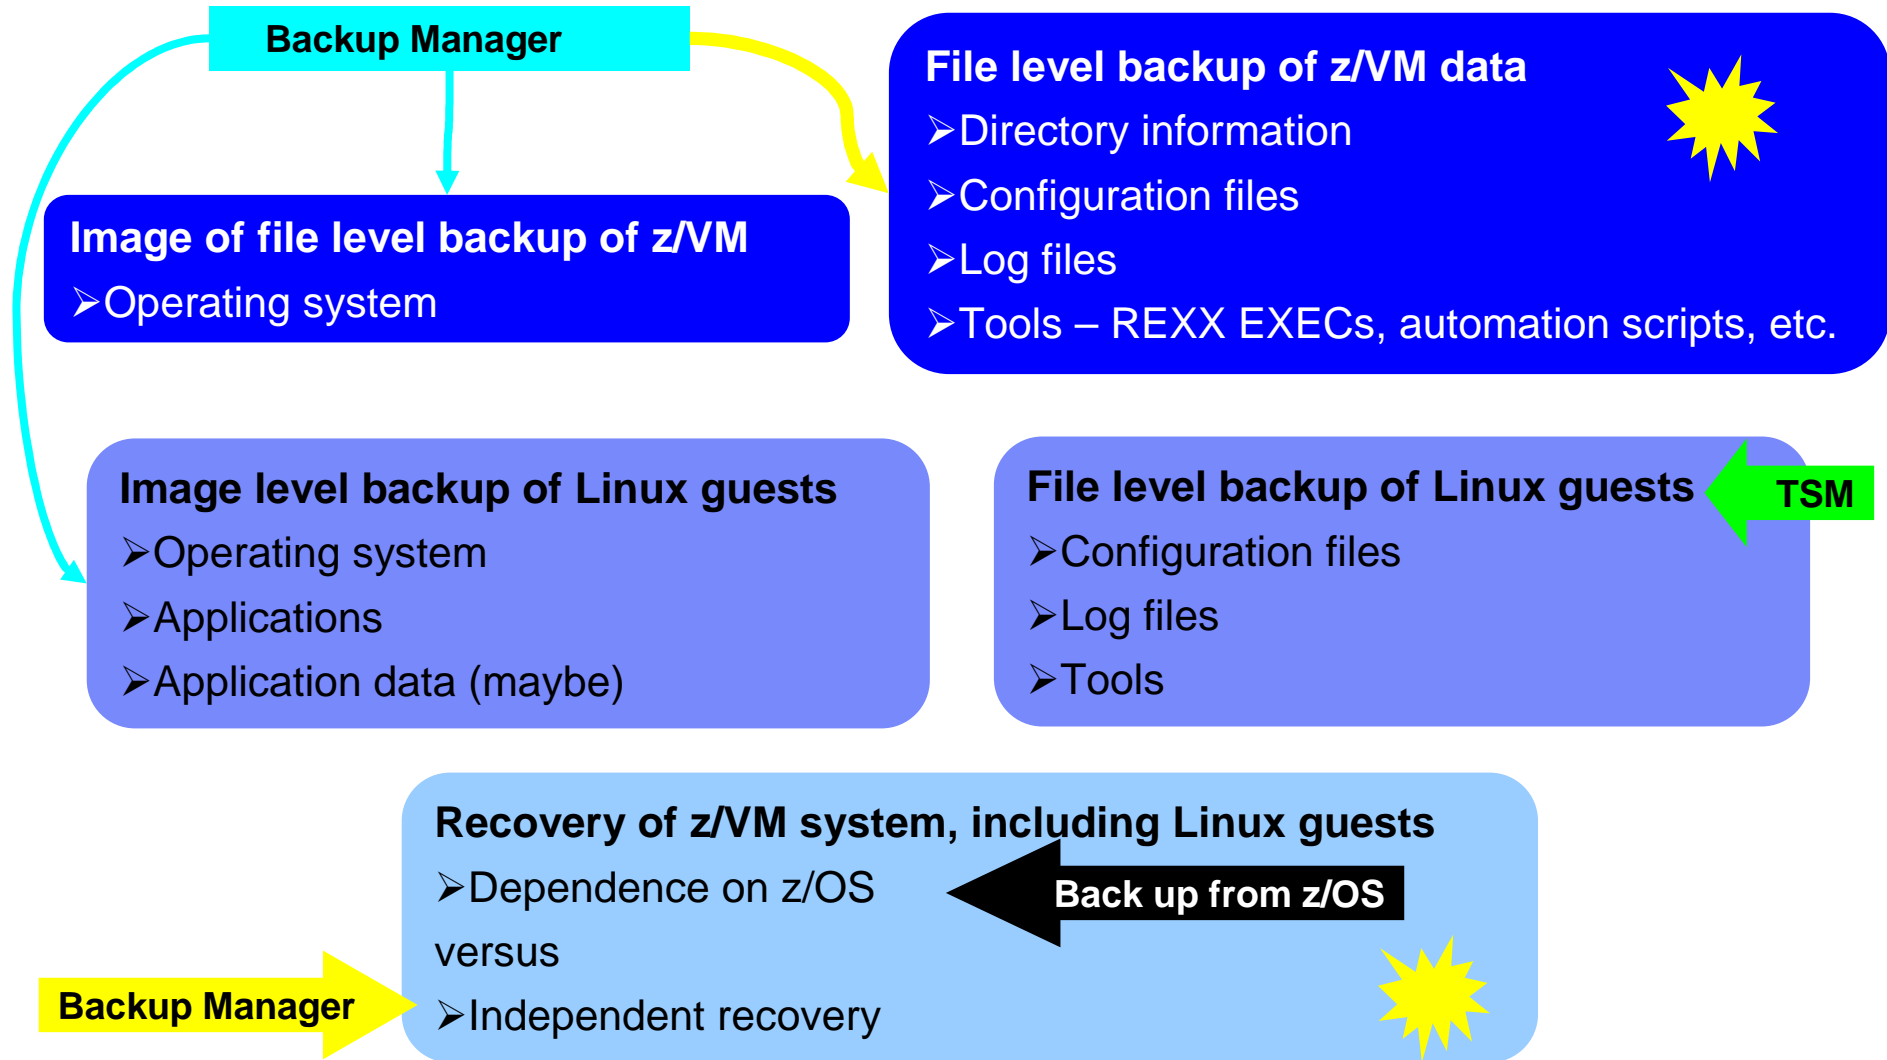 Backup Manager
File level backup of z/VM data
➢Directory information
➢Configuration files
➢Log files
➢Tools – REXX EXECs, automation scripts, etc.
Image of file level backup of z/VM
➢Operating system
Image level backup of Linux guests
➢Operating system
➢Applications
➢Application data (maybe)
File level backup of Linux guests
TSM
➢Configuration files
➢Log files
➢Tools
Recovery of z/VM system, including Linux guests
➢Dependence on z/OS
Back up from z/OS
versus
➢Independent recovery
Backup Manager